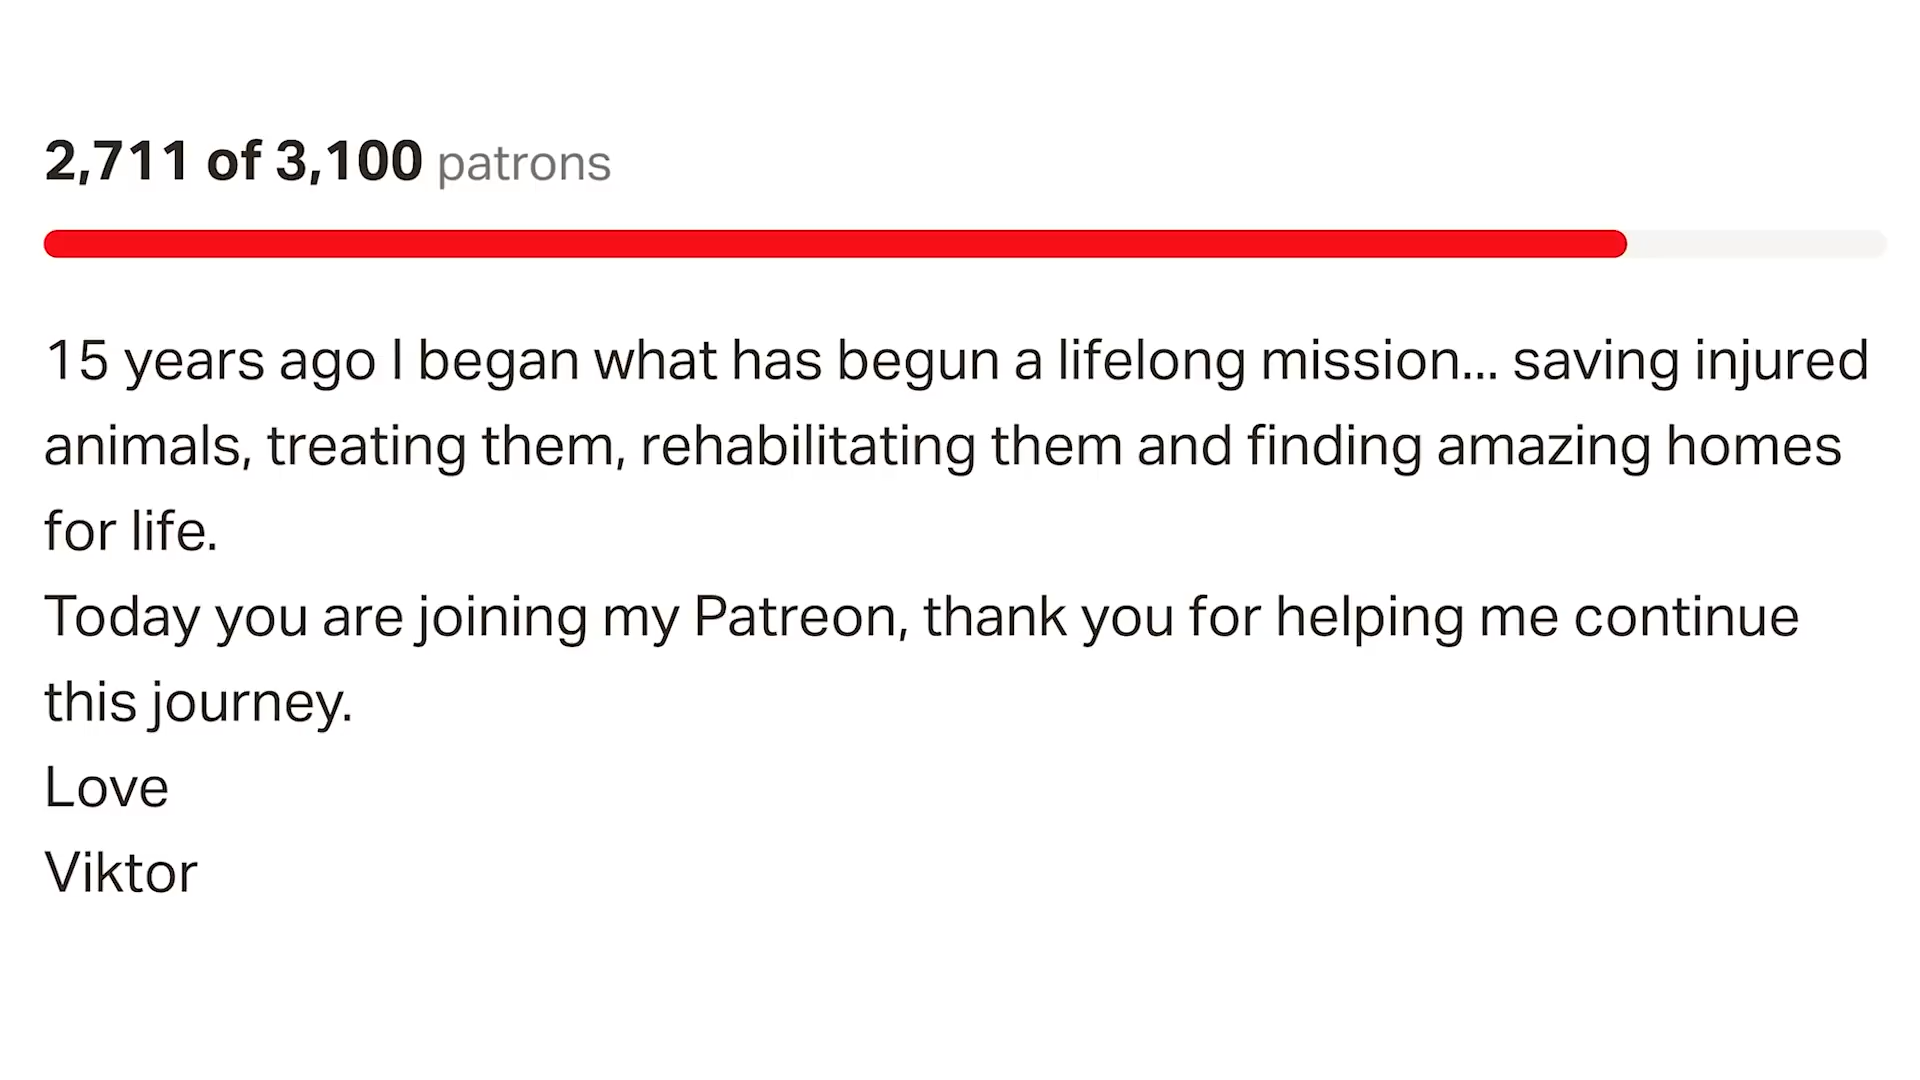 2,711 of 3,100 patrons
15 years ago I began what has begun a lifelong mission... saving injured
animals, treating them, rehabilitating them and finding amazing homes
for life.
Today you are joining my Patreon, thank you for helping me continue
this journey.
Love
Viktor